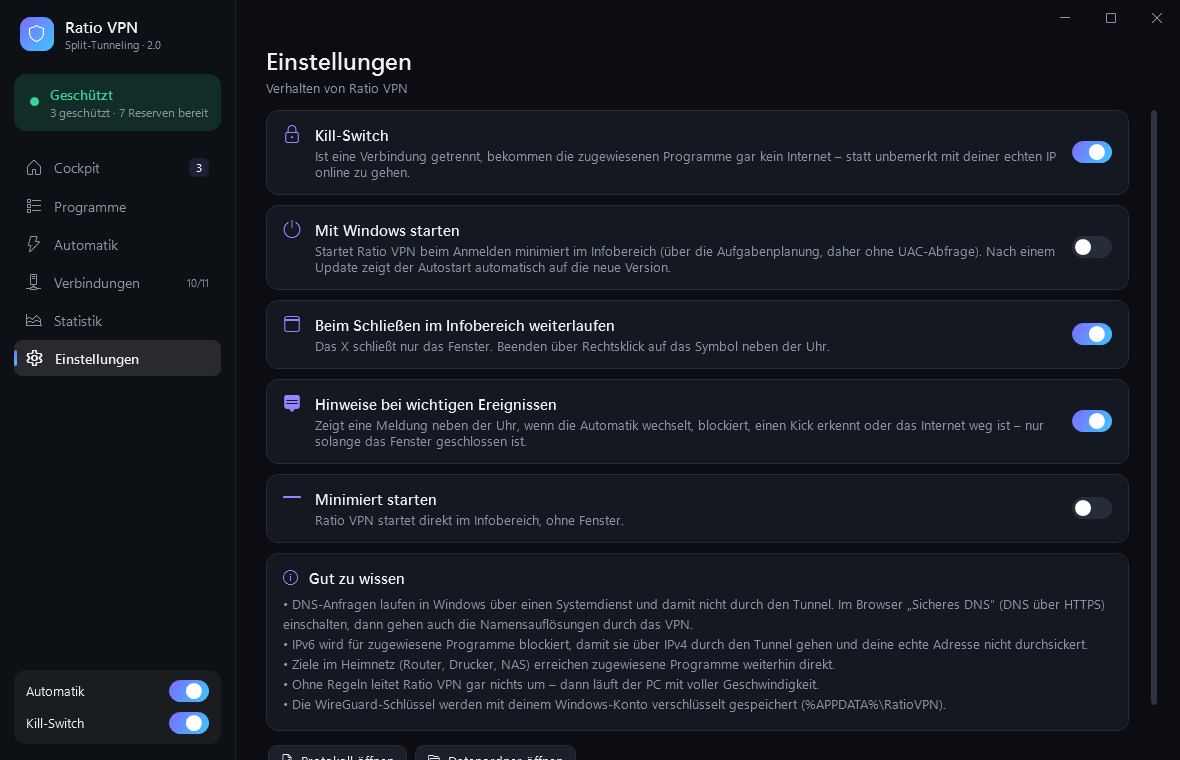 Ratio VPN
Split-Tunneling · 2.0
Geschützt
3 geschützt · 7 Reserven bereit
Cockpit
3
Programme
Automatik
Verbindungen
10/11
Statistik
Einstellungen
Automatik
Kill-Switch
Einstellungen
Verhalten von Ratio VPN
Kill-Switch
Ist eine Verbindung getrennt, bekommen die zugewiesenen Programme gar kein Internet – statt unbemerkt mit deiner echten IP
online zu gehen.
Mit Windows starten
Startet Ratio VPN beim Anmelden minimiert im Infobereich (über die Aufgabenplanung, daher ohne UAC-Abfrage). Nach einem
Update zeigt der Autostart automatisch auf die neue Version.
Beim Schließen im Infobereich weiterlaufen
Das X schließt nur das Fenster. Beenden über Rechtsklick auf das Symbol neben der Uhr.
Hinweise bei wichtigen Ereignissen
Zeigt eine Meldung neben der Uhr, wenn die Automatik wechselt, blockiert, einen Kick erkennt oder das Internet weg ist – nur
solange das Fenster geschlossen ist.
Minimiert starten
Ratio VPN startet direkt im Infobereich, ohne Fenster.
Gut zu wissen
• DNS-Anfragen laufen in Windows über einen Systemdienst und damit nicht durch den Tunnel. Im Browser „Sicheres DNS“ (DNS über HTTPS)
einschalten, dann gehen auch die Namensauflösungen durch das VPN.
• IPv6 wird für zugewiesene Programme blockiert, damit sie über IPv4 durch den Tunnel gehen und deine echte Adresse nicht durchsickert.
• Ziele im Heimnetz (Router, Drucker, NAS) erreichen zugewiesene Programme weiterhin direkt.
• Ohne Regeln leitet Ratio VPN gar nichts um – dann läuft der PC mit voller Geschwindigkeit.
• Die WireGuard-Schlüssel werden mit deinem Windows-Konto verschlüsselt gespeichert (%APPDATA%\RatioVPN).
Protokoll öffnen
Datenordner öffnen